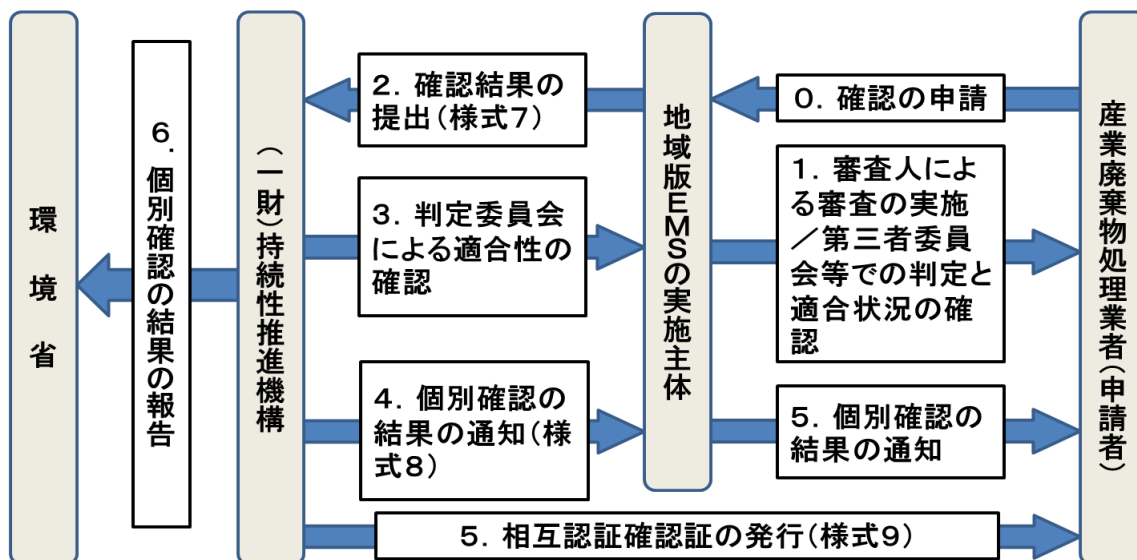 環境省
6．個別確認の結果の報告
（一財）持続性推進機構
2．確認結果の
提出（様式7）
3．判定委員会
による適合性の
確認
4．個別確認の
結果の通知（様
式8）
地域版EMSの実施主体
0．確認の申請
1．審査人によ
る審査の実施
／第三者委員
会等での判定と
適合状況の確
認
5．個別確認の
結果の通知
5．相互認証確認証の発行（様式9）
産業廃棄物処理業者（申請者）